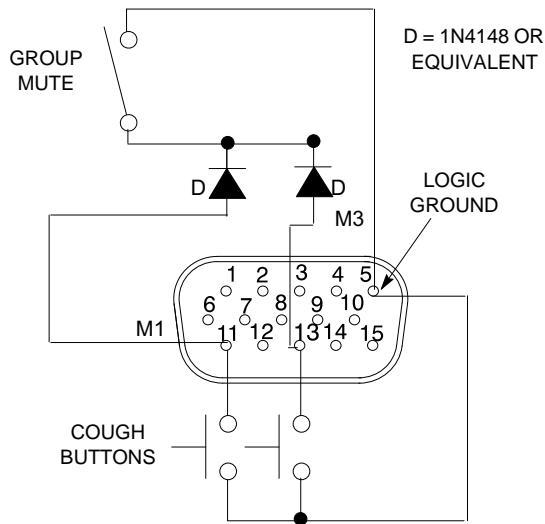 GROUP
MUTE
D = 1N4148 OR
EQUIVALENT
D
D
LOGIC
GROUND
M3
1 2 3 4 5
6 7 8 9 10
M1
11 12 13 14 15
COUGH
BUTTONS